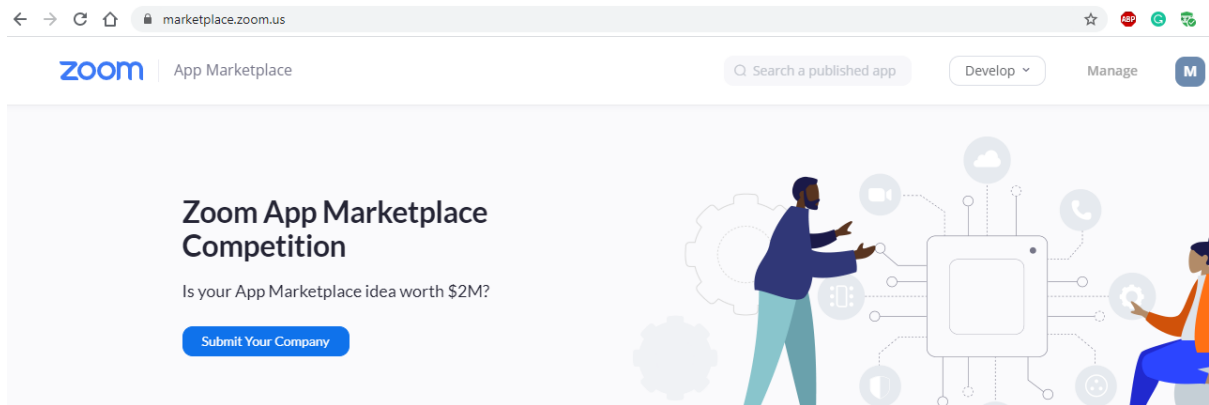 marketplace.zoom.us
ABP
G
zoom App Marketplace
Search a published app
Develop
Manage
M
Zoom App Marketplace
Competition
Is your App Marketplace idea worth $2M?
Submit Your Company